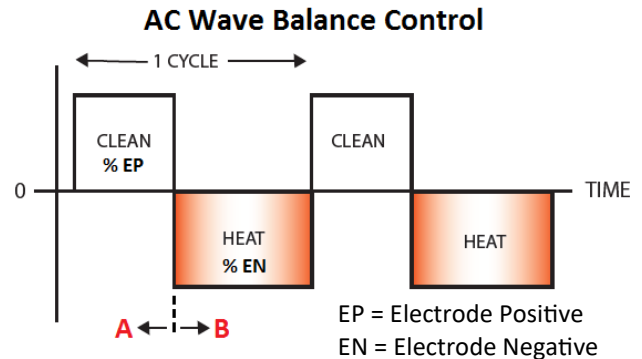 AC Wave Balance Control
1 CYCLE
CLEAN
% EP
CLEAN
0
TIME
HEAT
% EN
HEAT
A
B
EP = Electrode Positive
EN = Electrode Negative